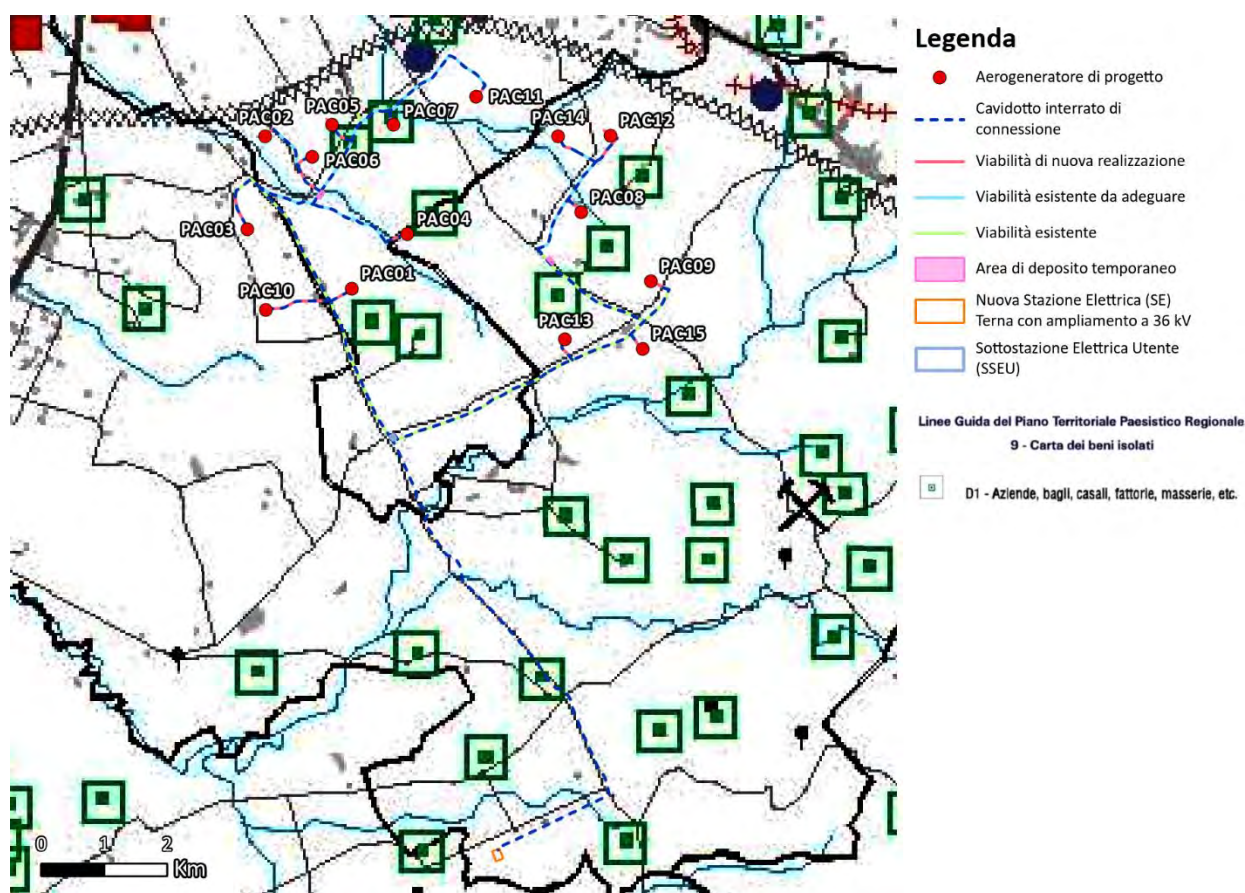 PAC02
PAC05
PAC07
PAC11
PAC14
PAC12
PAC06
PAC08
PAC03
PAC04
PAC01
PAC10
PAC09
PAC13
PAC15
0 1 2
Km
Legenda
Aerogeneratore di progetto
Cavidotto interrato di
connessione
Viabilità di nuova realizzazione
Viabilità esistente da adeguare
Viabilità esistente
Area di deposito temporaneo
Nuova Stazione Elettrica (SE)
Terna con ampliamento a 36 kV
Sottostazione Elettrica Utente
(SSEU)
Linee Guida del Piano Territoriale Paesistico Regionale
9 - Carta dei beni isolati
D1 - Aziende, bagli, casali, fattorie, masserie, etc.